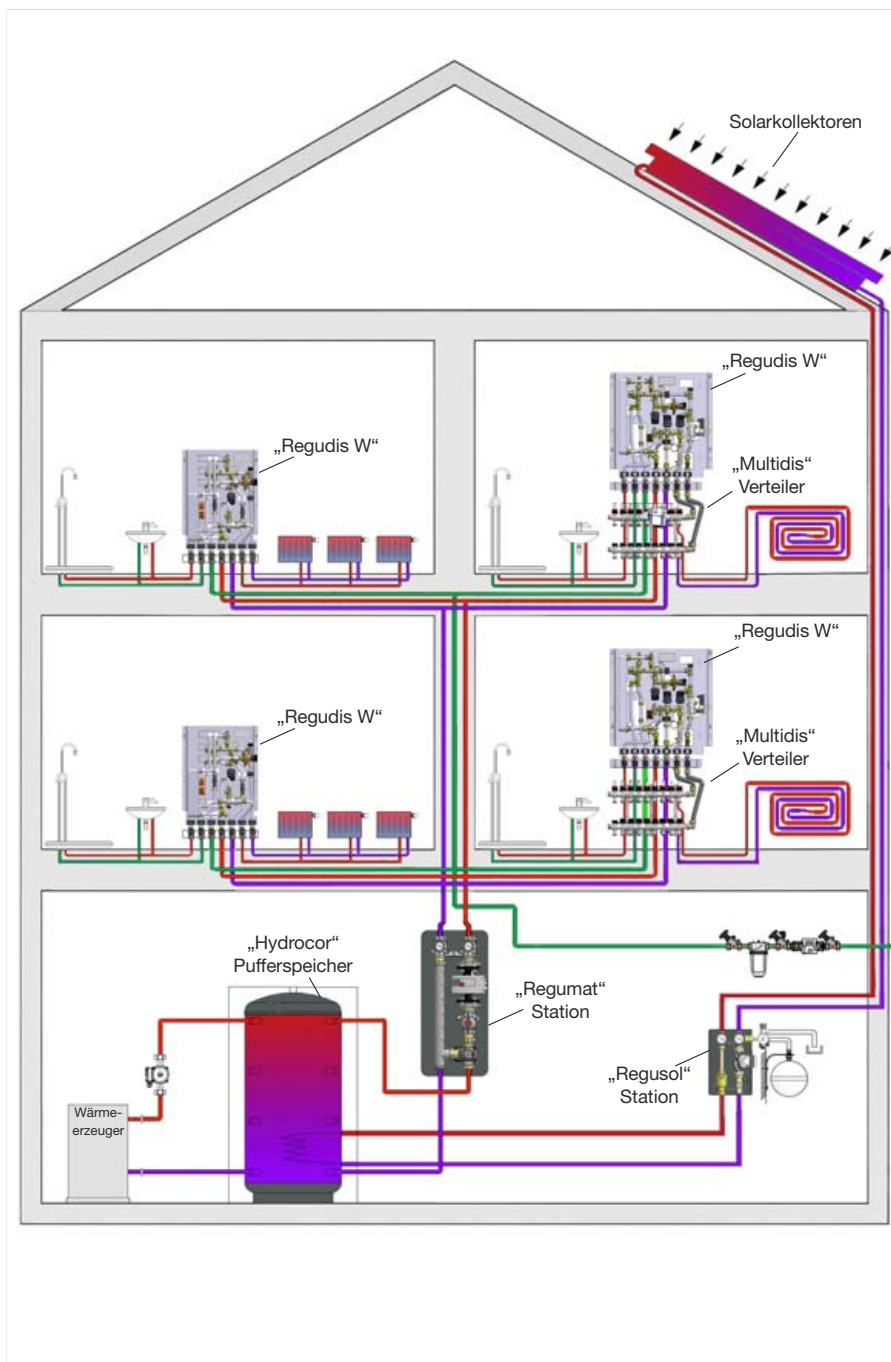 Solarkollektoren
„Regudis W“
„Regudis W“
„Multidis“
Verteiler
„Regudis W“
„Regudis W“
„Multidis“
Verteiler
„Hydrocor“
Pufferspeicher
„Regumat“
Station
„Regusol“
Station
Wärme-
erzeuger